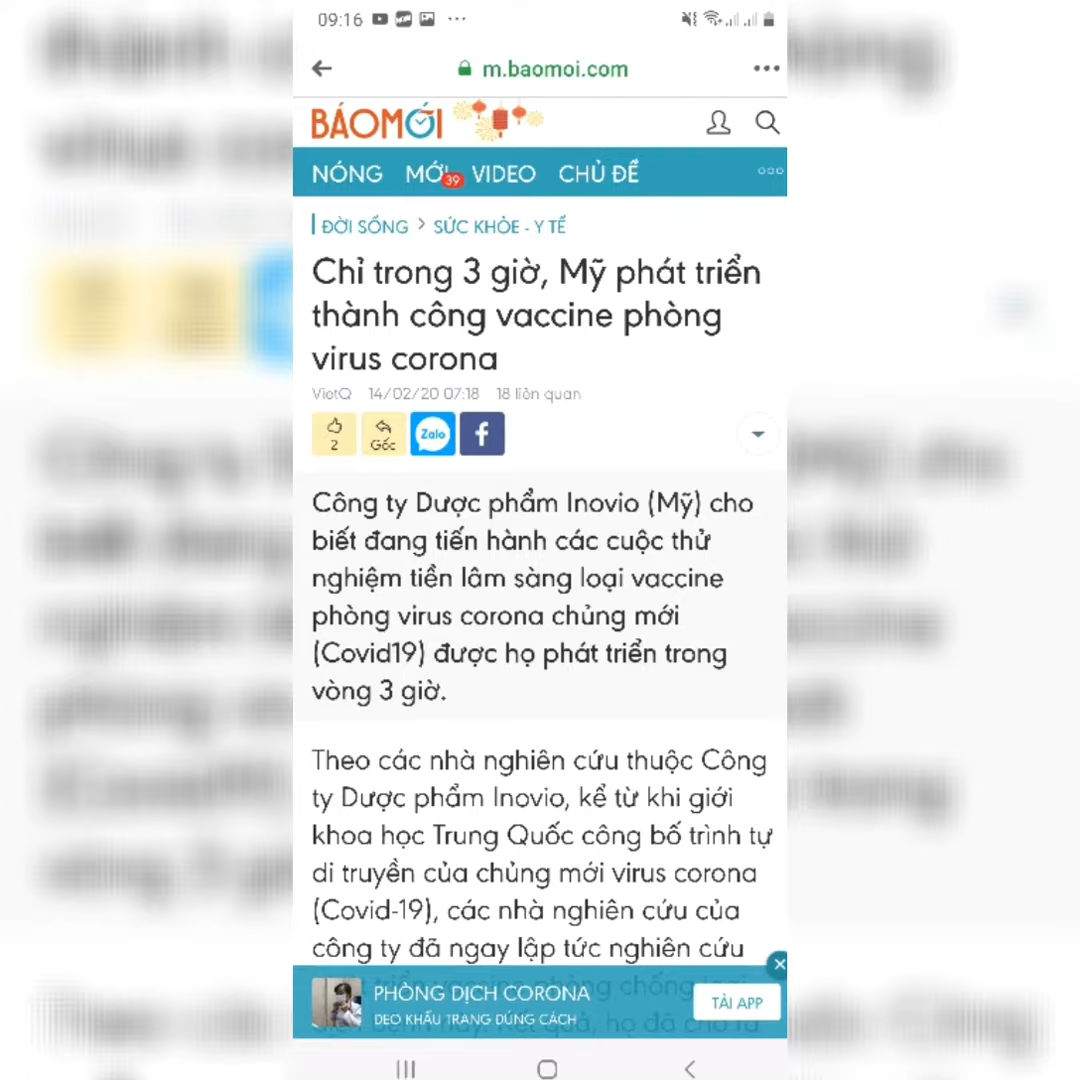 09:16
m.baomoi.com
BÁOMỚI
NÓNG MỚI 39 VIDEO CHỦ ĐỀ
ĐỜI SỐNG > SỨC KHỎE - Y TẾ
Chỉ trong 3 giờ, Mỹ phát triển
thành công vaccine phòng
virus corona
VietQ 14/02/20 07:18 18 liên quan
2 Gốc Zalo f
Công ty Dược phẩm Inovio (Mỹ) cho
biết đang tiến hành các cuộc thử
nghiệm tiền lâm sàng loại vaccine
phòng virus corona chủng mới
(Covid19) được họ phát triển trong
vòng 3 giờ.
Theo các nhà nghiên cứu thuộc Công
ty Dược phẩm Inovio, kể từ khi giới
khoa học Trung Quốc công bố trình tự
di truyền của chủng mới virus corona
(Covid-19), các nhà nghiên cứu của
công ty đã ngay lập tức nghiên cứu
PHÒNG DỊCH CORONA
ĐEO KHẨU TRANG ĐÚNG CÁCH
TẢI APP